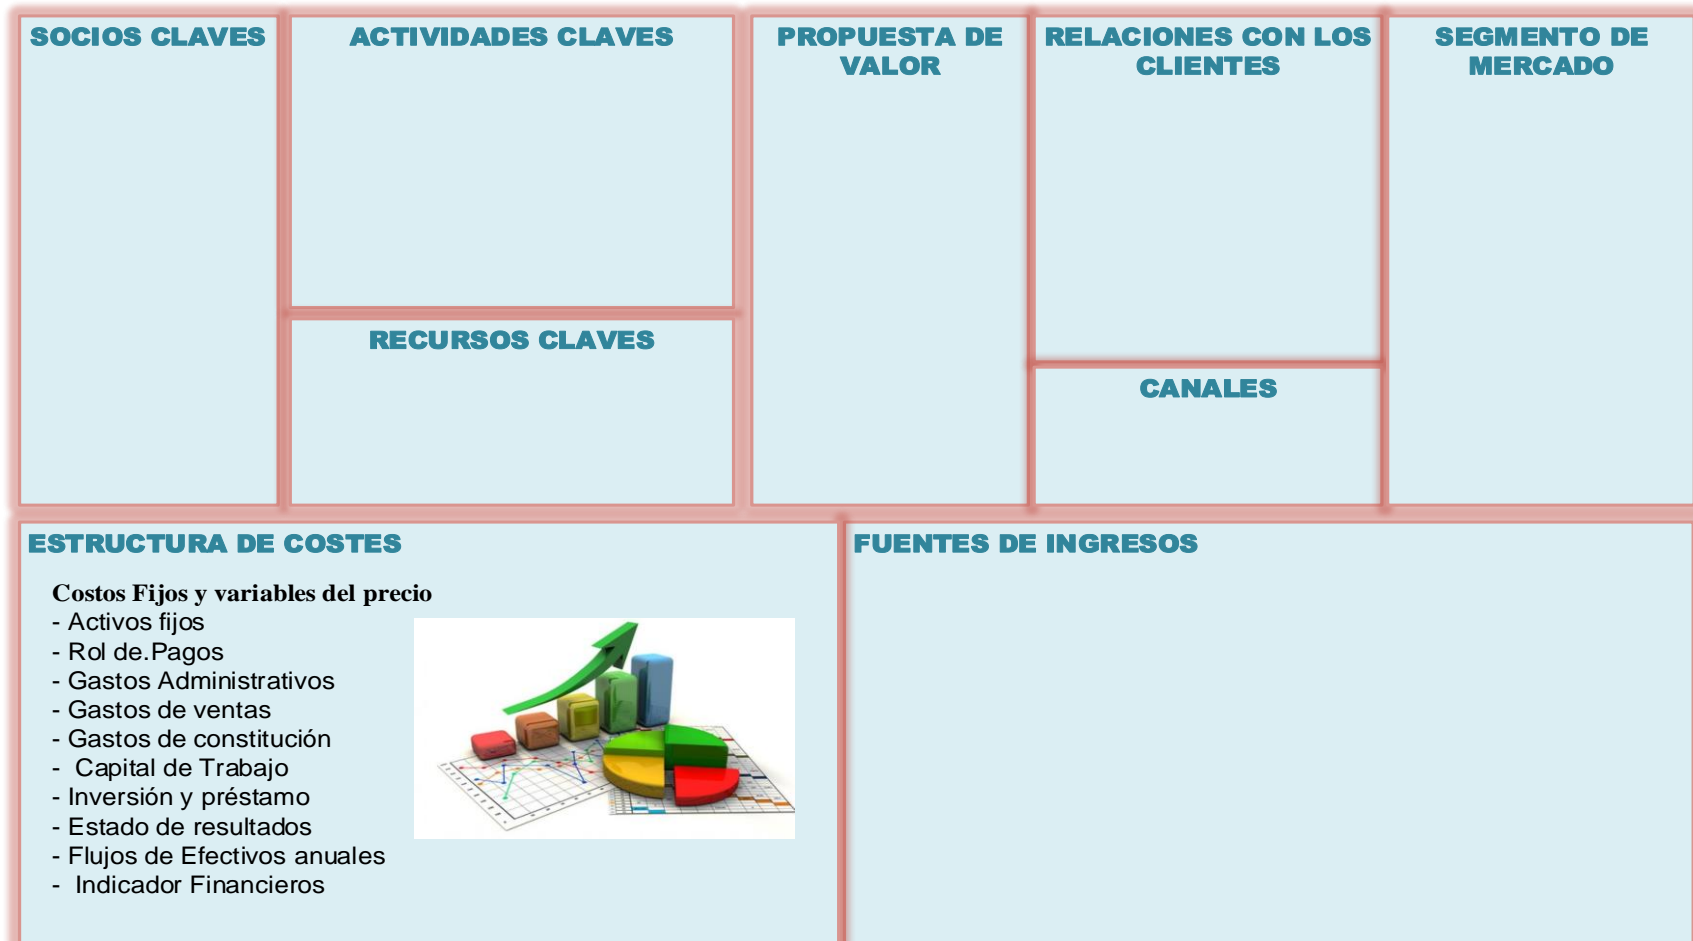 SOCIOS CLAVES
ACTIVIDADES CLAVES
RECURSOS CLAVES
PROPUESTA DE
VALOR
RELACIONES CON LOS
CLIENTES
CANALES
SEGMENTO DE
MERCADO
ESTRUCTURA DE COSTES
Costos Fijos y variables del precio
- Activos fijos
- Rol de.Pagos
- Gastos Administrativos
- Gastos de ventas
- Gastos de constitución
-  Capital de Trabajo
- Inversión y préstamo
- Estado de resultados
- Flujos de Efectivos anuales
-  Indicador Financieros
FUENTES DE INGRESOS